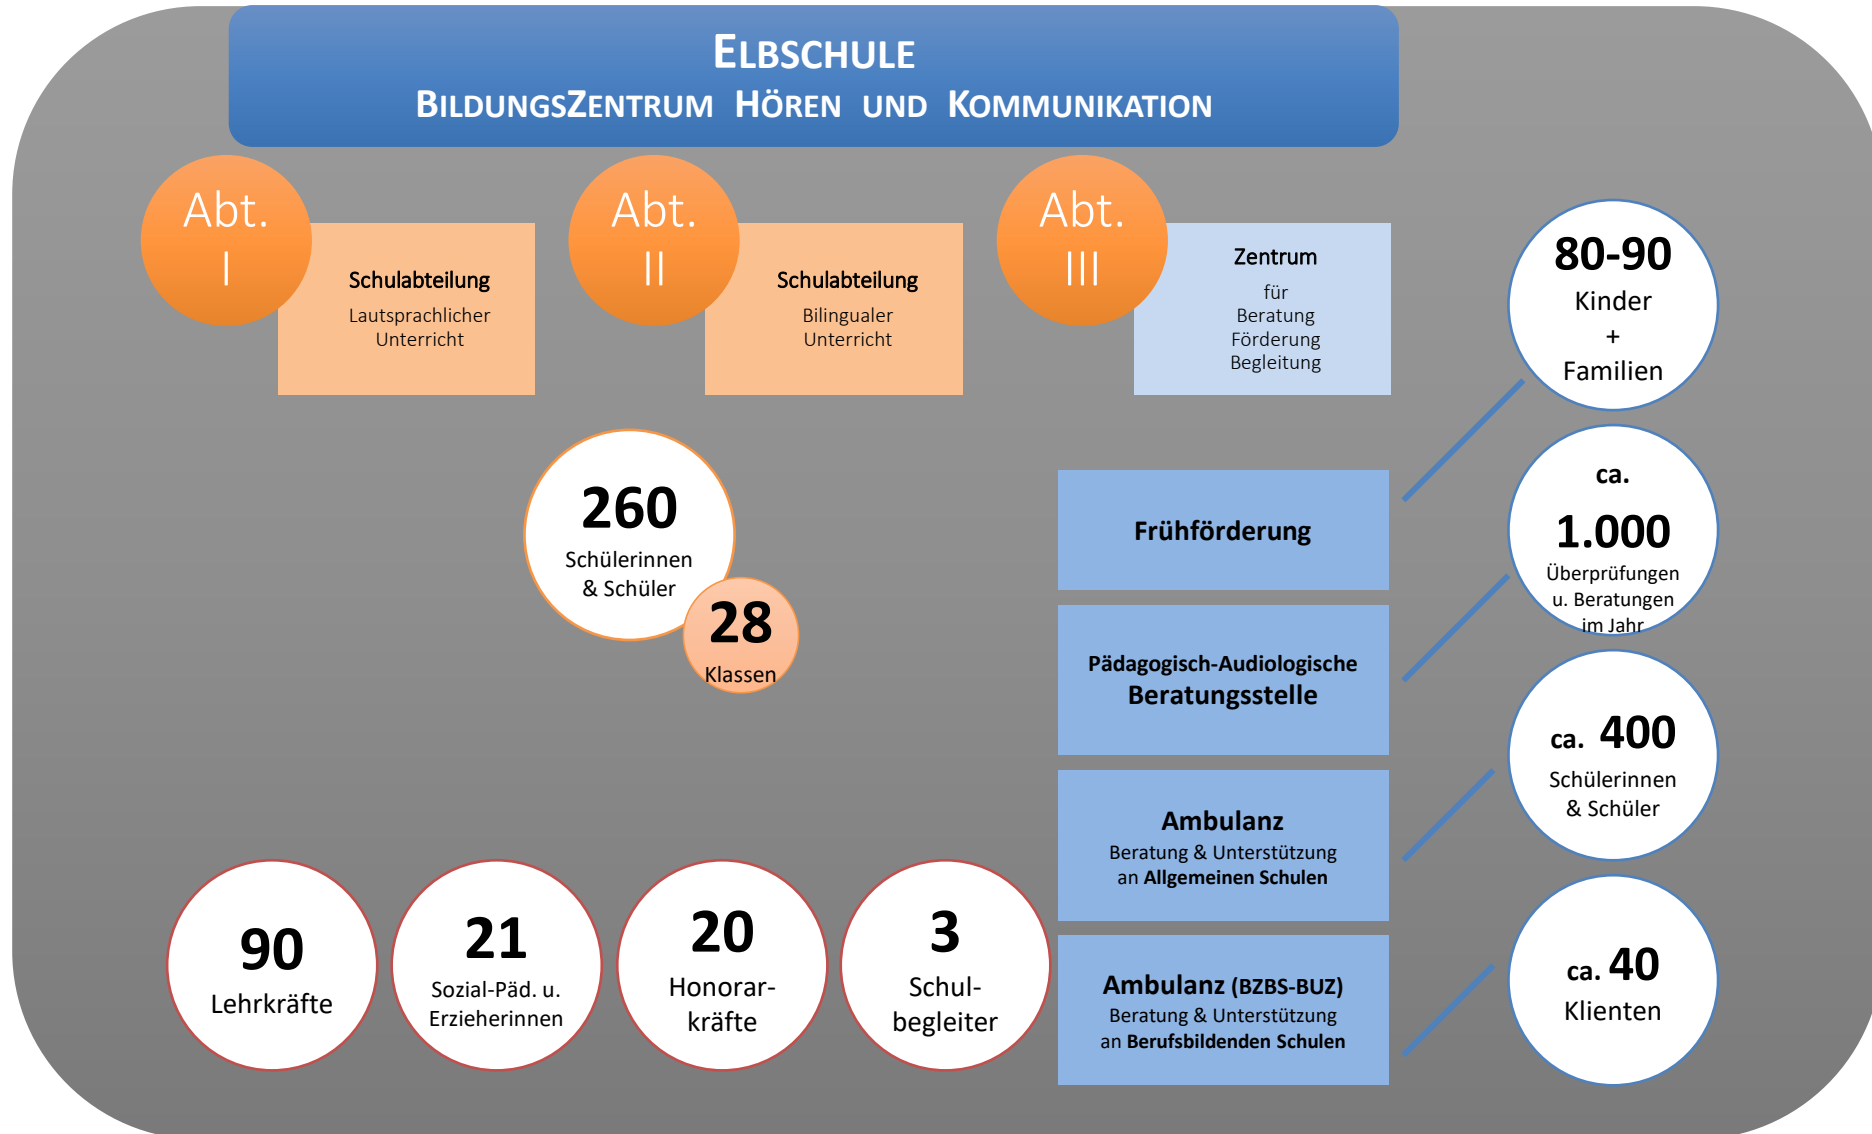 ELBSCHULE
BILDUNGSZENTRUM HÖREN UND KOMMUNIKATION
Abt.
I
Schulabteilung
Lautsprachlicher
Unterricht
Abt.
II
Schulabteilung
Bilingualer
Unterricht
Abt.
III
Zentrum
für
Beratung
Förderung
Begleitung
260
Schülerinnen
& Schüler
28
Klassen
90
Lehrkräfte
21
Sozial-Päd. u.
Erzieherinnen
20
Honorar-
kräfte
3
Schul-
begleiter
Frühförderung
80-90
Kinder
+
Familien
Pädagogisch-Audiologische
Beratungsstelle
ca.
1.000
Überprüfungen
u. Beratungen
im Jahr
Ambulanz
Beratung & Unterstützung
an Allgemeinen Schulen
ca. 400
Schülerinnen
& Schüler
Ambulanz (BZBS-BUZ)
Beratung & Unterstützung
an Berufsbildenden Schulen
ca. 40
Klienten